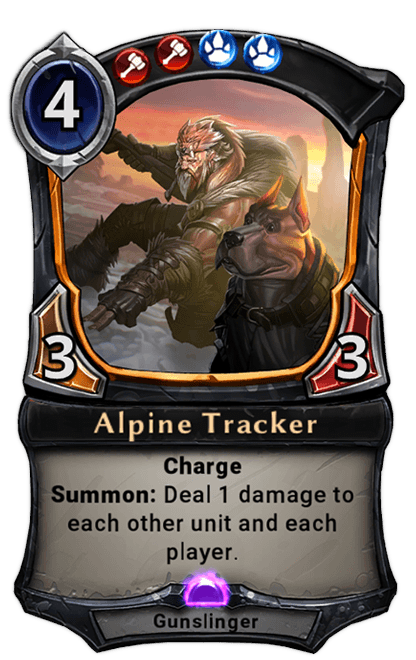 4
3
3
Alpine Tracker
Charge
Summon: Deal 1 damage to
each other unit and each
player.
Gunslinger